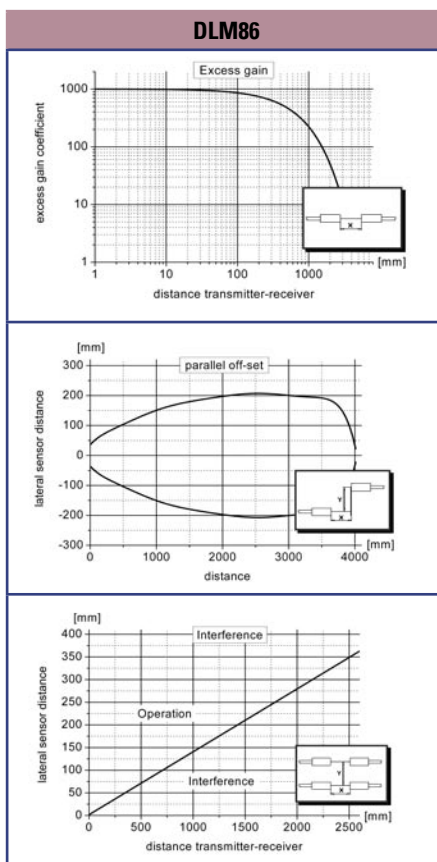 DLM86
Excess gain
1000
100
10
1
excess gain coefficient
1 10 100 1000 [mm]
distance transmitter-receiver
X
[mm]
parallel off-set
300
200
100
0
-100
-200
-300
lateral sensor distance
Y
X
0 1000 2000 3000 4000 [mm]
distance
[mm]
Interference
400
350
300
250
200
150
100
50
0
lateral sensor distance
Operation
Interference
Y
X
0 500 1000 1500 2000 2500 [mm]
distance transmitter-receiver